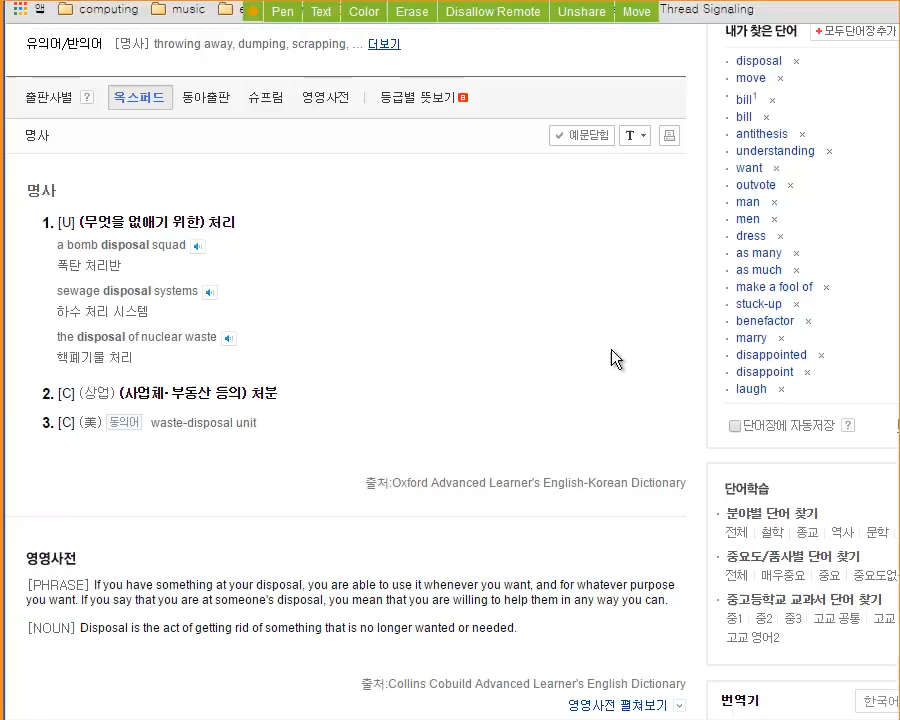 앱 computing music
Pen Text Color Erase Disallow Remote Unshare Move Thread Signaling
유의어/반의어 [명사] throwing away, dumping, scrapping, ... 더보기
출판사별 ? 옥스퍼드 동아출판 슈프림 영영사전 등급별 뜻보기
명사 예문닫힘 T
명사
1. [U] (무엇을 없애기 위한) 처리
a bomb disposal squad
폭탄 처리반
sewage disposal systems
하수 처리 시스템
the disposal of nuclear waste
핵폐기물 처리
2. [C] (상업) (사업체·부동산 등의) 처분
3. [C] (美) 동의어 waste-disposal unit
출처:Oxford Advanced Learner's English-Korean Dictionary
영영사전
[PHRASE] If you have something at your disposal, you are able to use it whenever you want, and for whatever purpose
you want. If you say that you are at someone's disposal, you mean that you are willing to help them in any way you can.
[NOUN] Disposal is the act of getting rid of something that is no longer wanted or needed.
출처:Collins Cobuild Advanced Learner's English Dictionary
영영사전 펼쳐보기
내가 찾은 단어 +모두단어장추가
disposal ×
move ×
bill1 ×
bill ×
antithesis ×
understanding ×
want ×
outvote ×
man ×
men ×
dress ×
as many ×
as much ×
make a fool of ×
stuck-up ×
benefactor ×
marry ×
disappointed ×
disappoint ×
laugh ×
단어장에 자동저장 ?
단어학습
분야별 단어 찾기
전체 철학 종교 역사 문학
중요도/품사별 단어 찾기
전체 매우중요 중요 중요도없
중고등학교 교과서 단어 찾기
중1 중2 중3 고교 공통 고교
고교 영어2
번역기 한국어